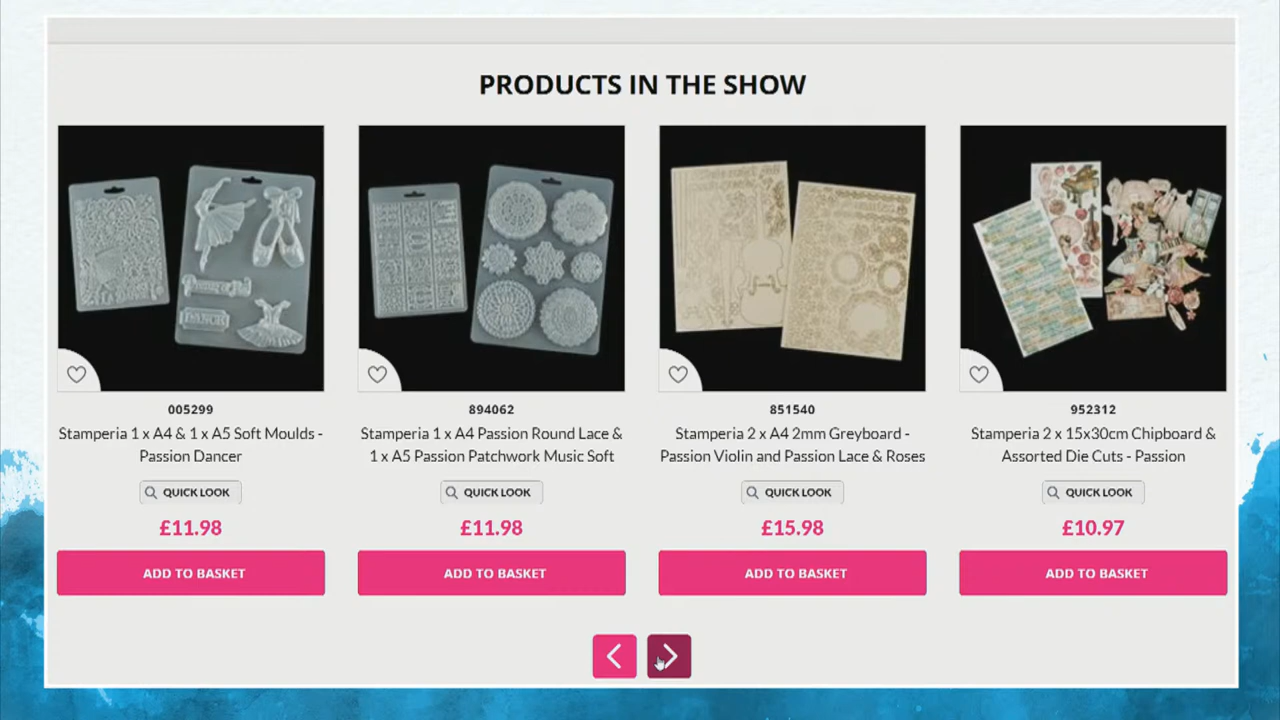 PRODUCTS IN THE SHOW
DANCE
005299
Stamperia 1 x A4 & 1 x A5 Soft Moulds -
Passion Dancer
QUICK LOOK
£11.98
ADD TO BASKET
894062
Stamperia 1 x A4 Passion Round Lace &
1 x A5 Passion Patchwork Music Soft
QUICK LOOK
£11.98
ADD TO BASKET
851540
Stamperia 2 x A4 2mm Greyboard -
Passion Violin and Passion Lace & Roses
QUICK LOOK
£15.98
ADD TO BASKET
952312
Stamperia 2 x 15x30cm Chipboard &
Assorted Die Cuts - Passion
QUICK LOOK
£10.97
ADD TO BASKET